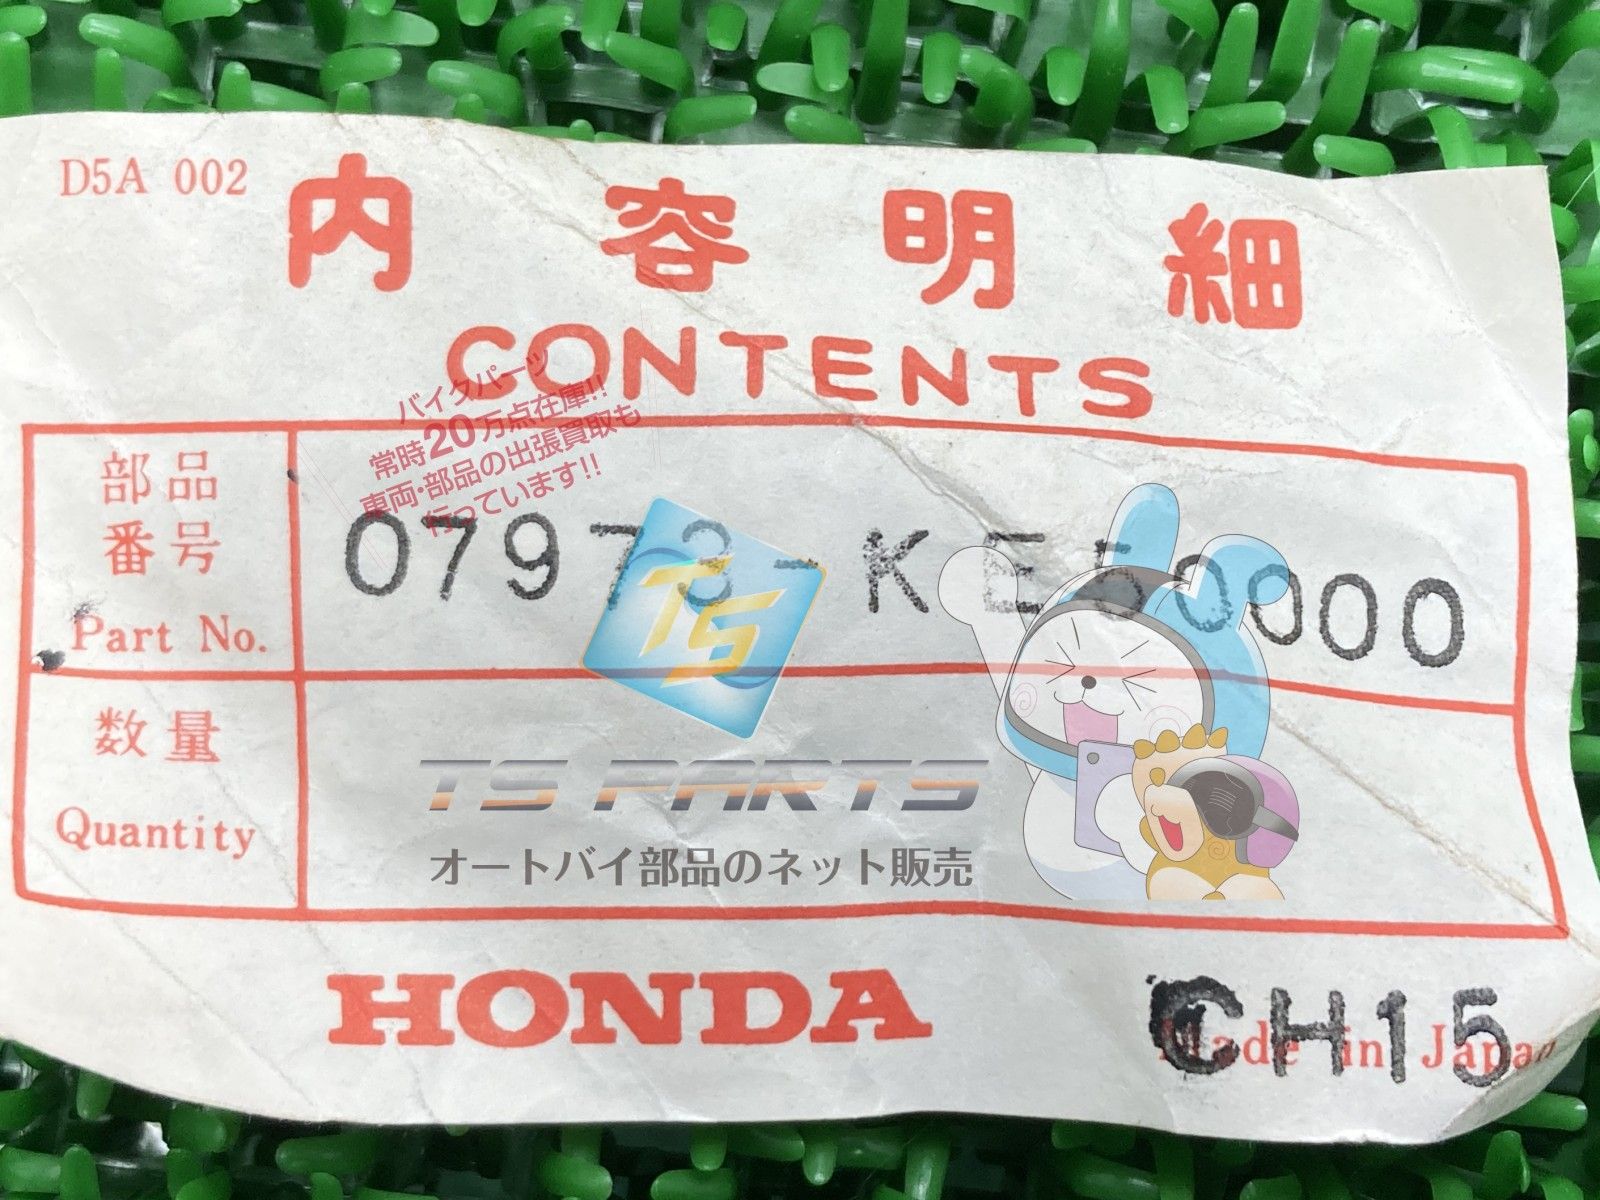 D5A 002
内容明細
CONTENTS
バイクパーツ
常時20万点在庫!!
車両・部品の出張買取も
行っています!!
部品
番号
Part No.
07973-KE50000
TS
数量
Quantity
TS PARTS
オートバイ部品のネット販売
HONDA
CH15
Made in Japan